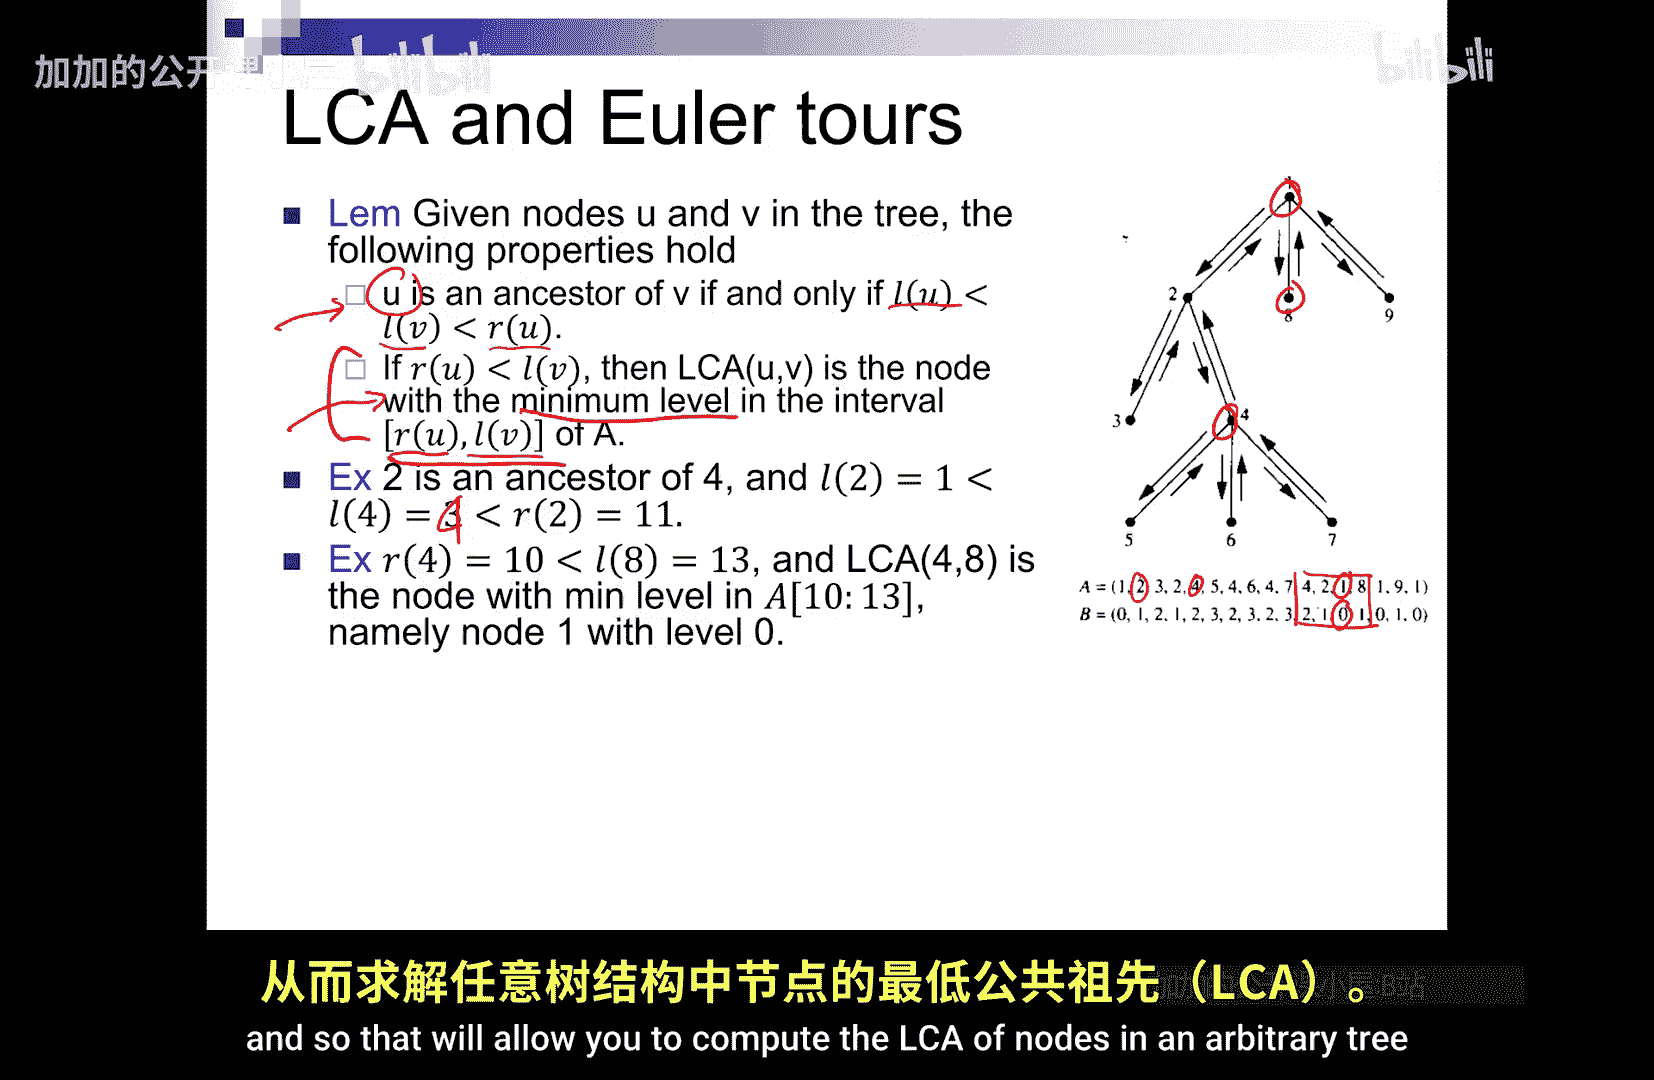 加加的公开课
bilibili
bilibili
LCA and Euler tours
Lem Given nodes u and v in the tree, the
following properties hold
u is an ancestor of v if and only if l(u) <
l(v) < r(u).
If r(u) < l(v), then LCA(u,v) is the node
with the minimum level in the interval
[r(u), l(v)] of A.
Ex 2 is an ancestor of 4, and l(2) = 1 <
l(4) = 4 < r(2) = 11.
Ex r(4) = 10 < l(8) = 13, and LCA(4,8) is
the node with min level in A[10: 13],
namely node 1 with level 0.
1
2
8
9
3
4
5 6 7
A = (1, 2, 3, 2, 4, 5, 4, 6, 4, 7, 4, 2, 1, 8, 1, 9, 1)
B = (0, 1, 2, 1, 2, 3, 2, 3, 2, 3, 2, 1, 0, 1, 0, 1, 0)
从而求解任意树结构中节点的最低公共祖先（LCA）。
and so that will allow you to compute the LCA of nodes in an arbitrary tree